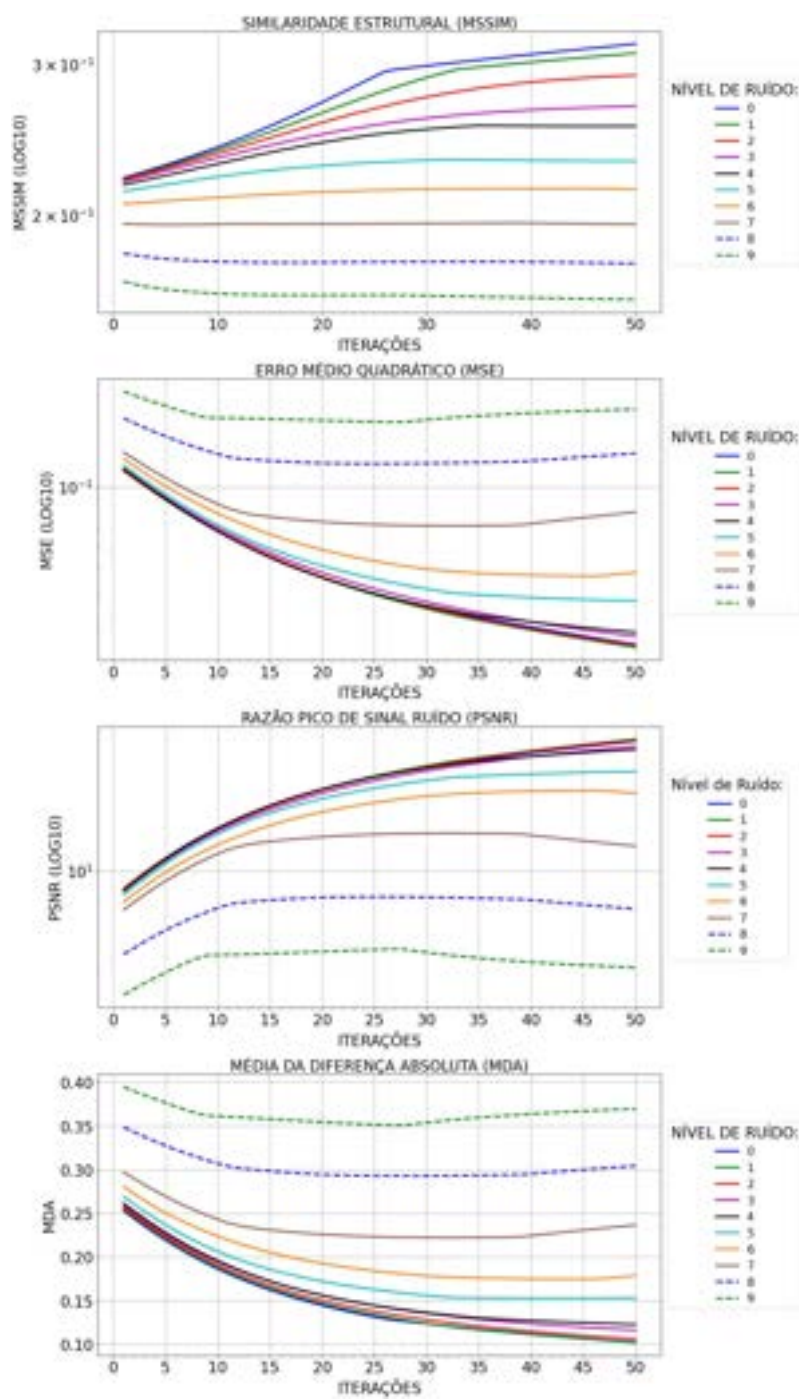 SIMILARIDADE ESTRUTURAL (MSSIM)
MSSIM (LOG10)
3 × 10⁻¹
2 × 10⁻¹
0 10 20 30 40 50
ITERAÇÕES
NÍVEL DE RUÍDO:
0
1
2
3
4
5
6
7
8
9
ERRO MÉDIO QUADRÁTICO (MSE)
MSE (LOG10)
10⁻¹
0 5 10 15 20 25 30 35 40 45 50
ITERAÇÕES
NÍVEL DE RUÍDO:
0
1
2
3
4
5
6
7
8
9
RAZÃO PICO DE SINAL RUÍDO (PSNR)
PSNR (LOG10)
10¹
0 5 10 15 20 25 30 35 40 45 50
ITERAÇÕES
Nível de Ruído:
0
1
2
3
4
5
6
7
8
9
MÉDIA DA DIFERENÇA ABSOLUTA (MDA)
MDA
0.40
0.35
0.30
0.25
0.20
0.15
0.10
0 5 10 15 20 25 30 35 40 45 50
ITERAÇÕES
NÍVEL DE RUÍDO:
0
1
2
3
4
5
6
7
8
9